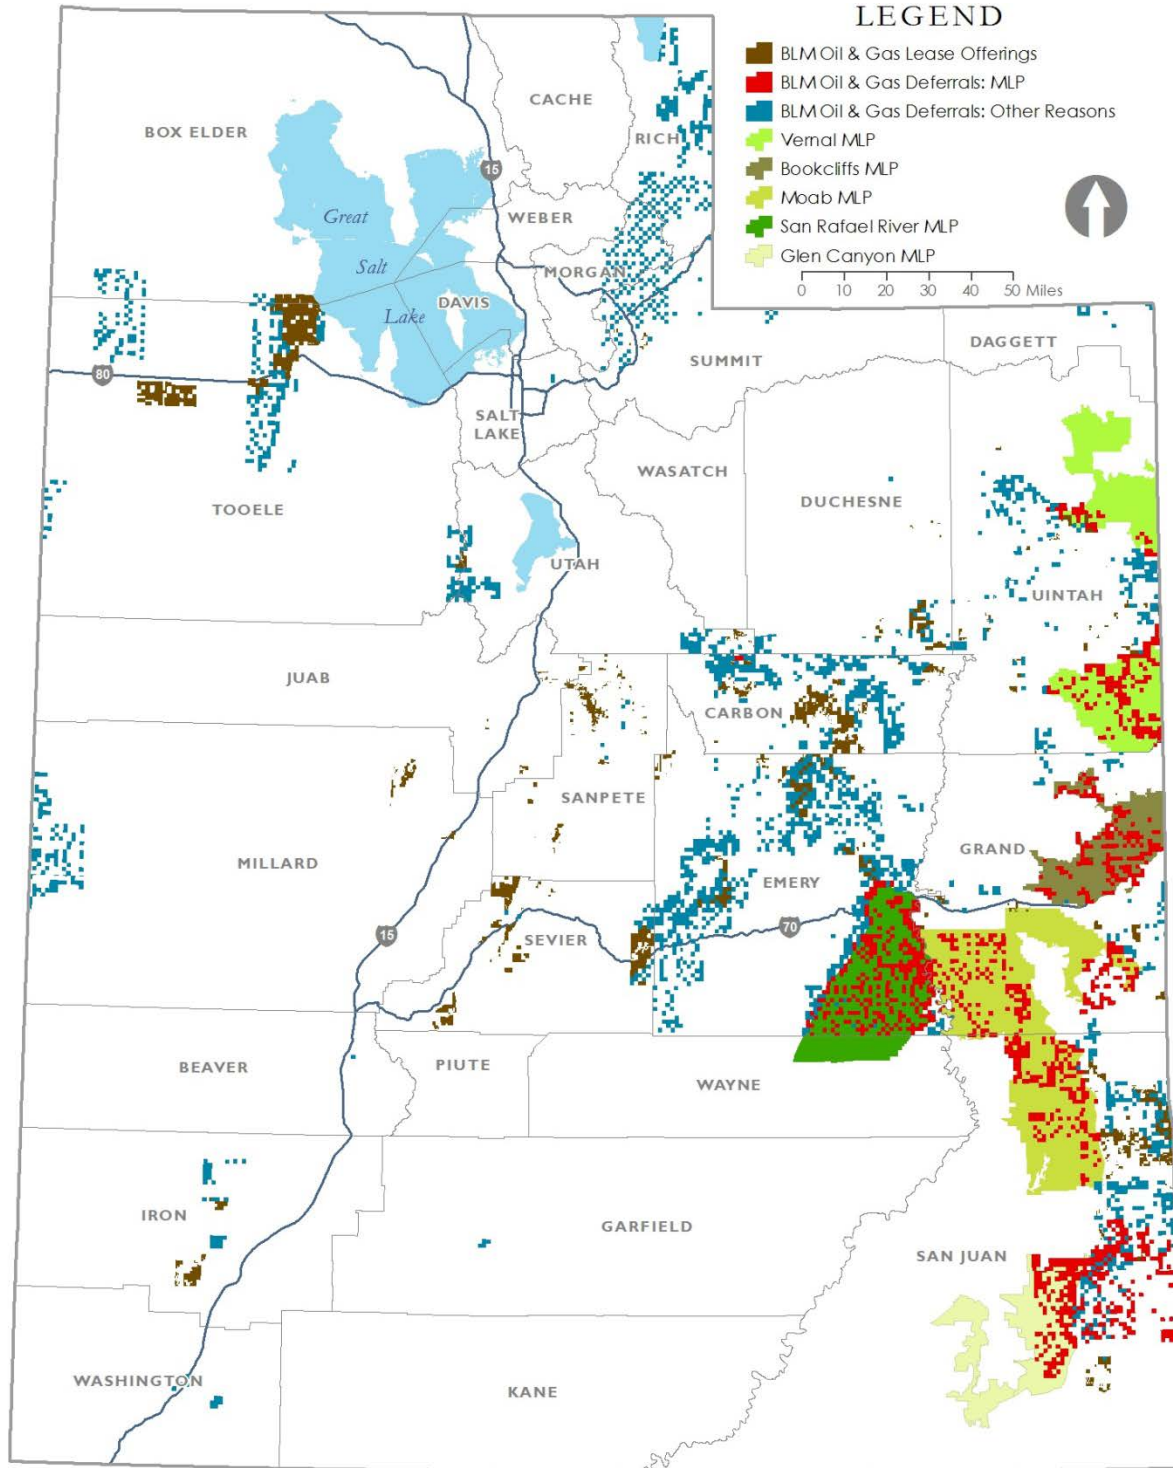 LEGEND
BLM Oil & Gas Lease Offerings
BLM Oil & Gas Deferrals: MLP
BLM Oil & Gas Deferrals: Other Reasons
Vernal MLP
Bookcliffs MLP
Moab MLP
San Rafael River MLP
Glen Canyon MLP
0 10 20 30 40 50 Miles
CACHE
BOX ELDER
RICH
15
Great
WEBER
Salt
MORGAN
DAVIS
Lake
DAGGETT
SUMMIT
80
SALT
LAKE
WASATCH
DUCHESNE
TOOELE
UTAH
UINTAH
JUAB
CARBON
SANPETE
MILLARD
GRAND
EMERY
15
SEVIER
70
BEAVER
PIUTE
WAYNE
IRON
GARFIELD
SAN JUAN
WASHINGTON
KANE